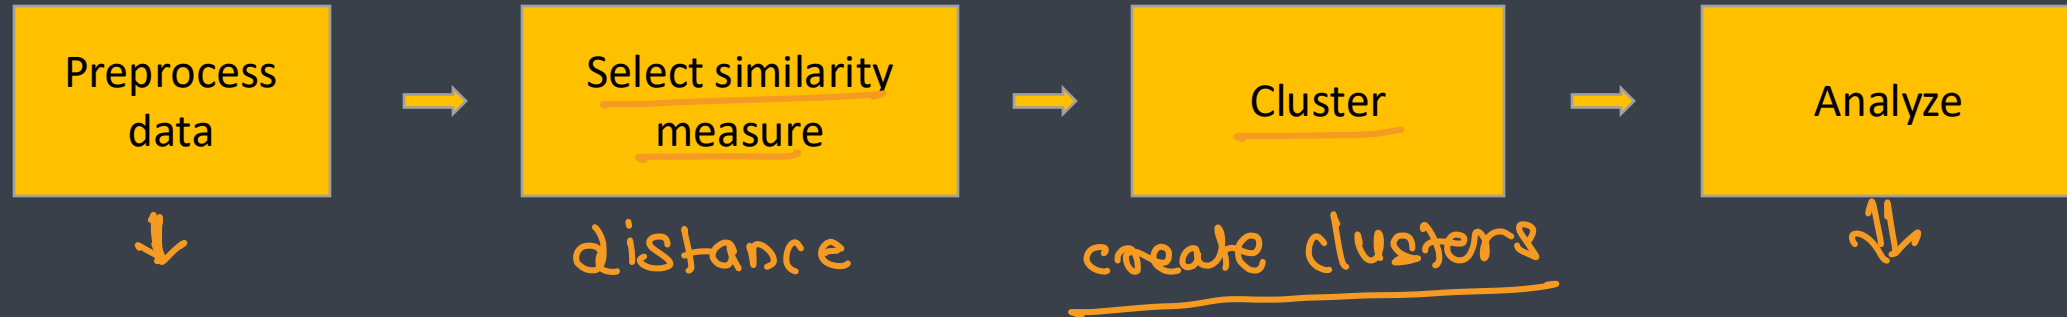 Preprocess
data
Select similarity
measure
Cluster
Analyze
distance
create clusters